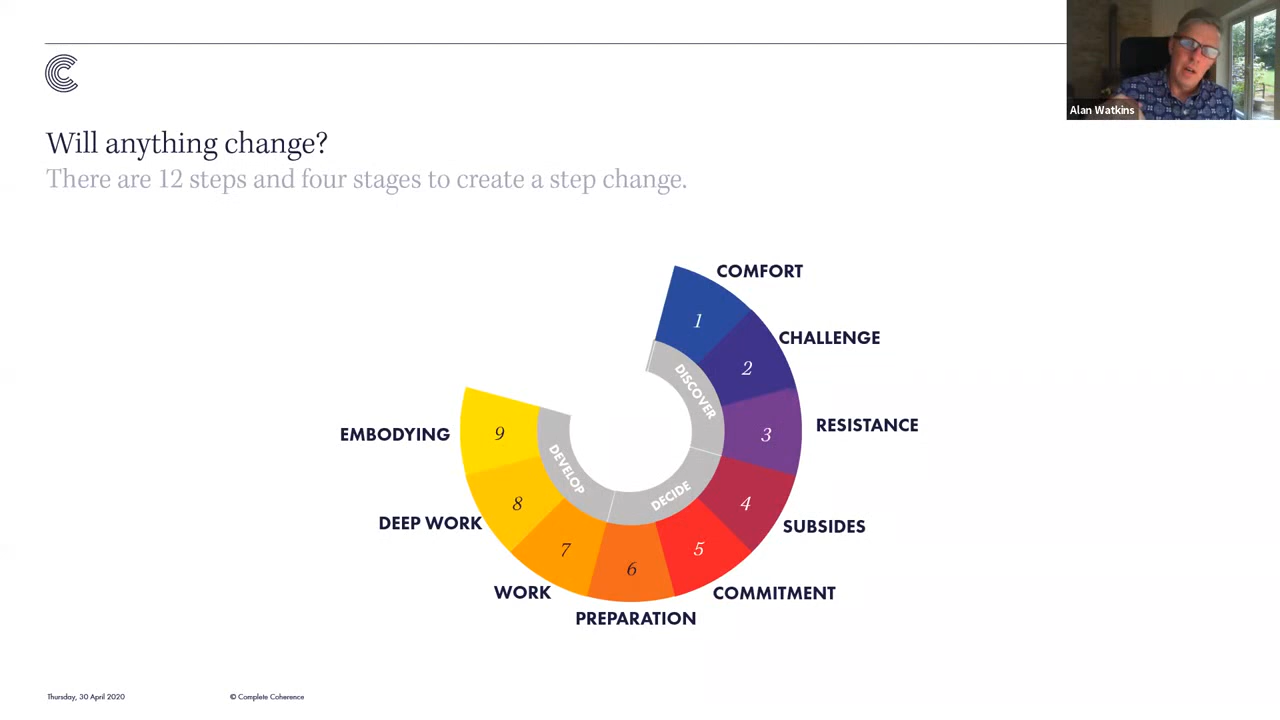 Alan Watkins
Will anything change?
There are 12 steps and four stages to create a step change.
COMFORT
1
CHALLENGE
2
DISCOVER
RESISTANCE
3
EMBODYING
9
DEVELOP
DECIDE
8
4
DEEP WORK
SUBSIDES
7
5
6
WORK
COMMITMENT
PREPARATION
Thursday, 30 April 2020
© Complete Coherence